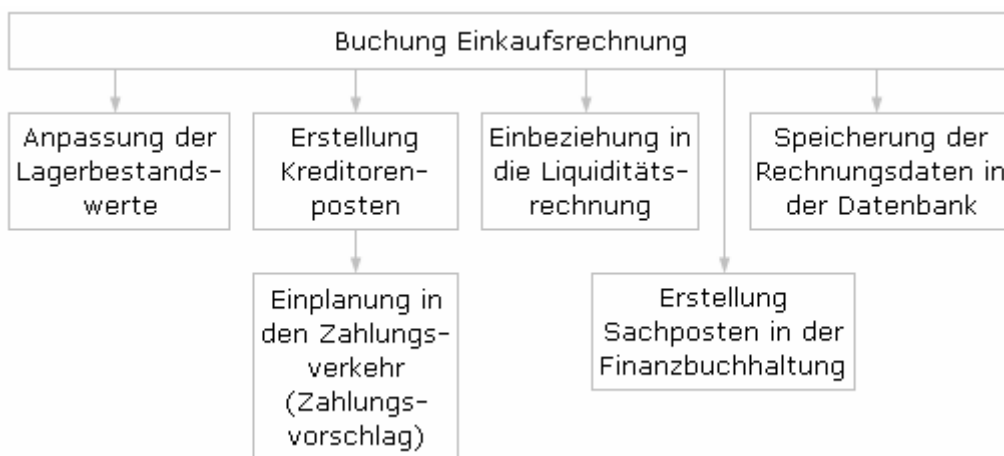 Buchung Einkaufsrechnung
Anpassung der
Lagerbestands-
werte
Erstellung
Kreditoren-
posten
Einbeziehung in
die Liquiditäts-
rechnung
Speicherung der
Rechnungsdaten in
der Datenbank
Einplanung in
den Zahlungs-
verkehr
(Zahlungs-
vorschlag)
Erstellung
Sachposten in der
Finanzbuchhaltung